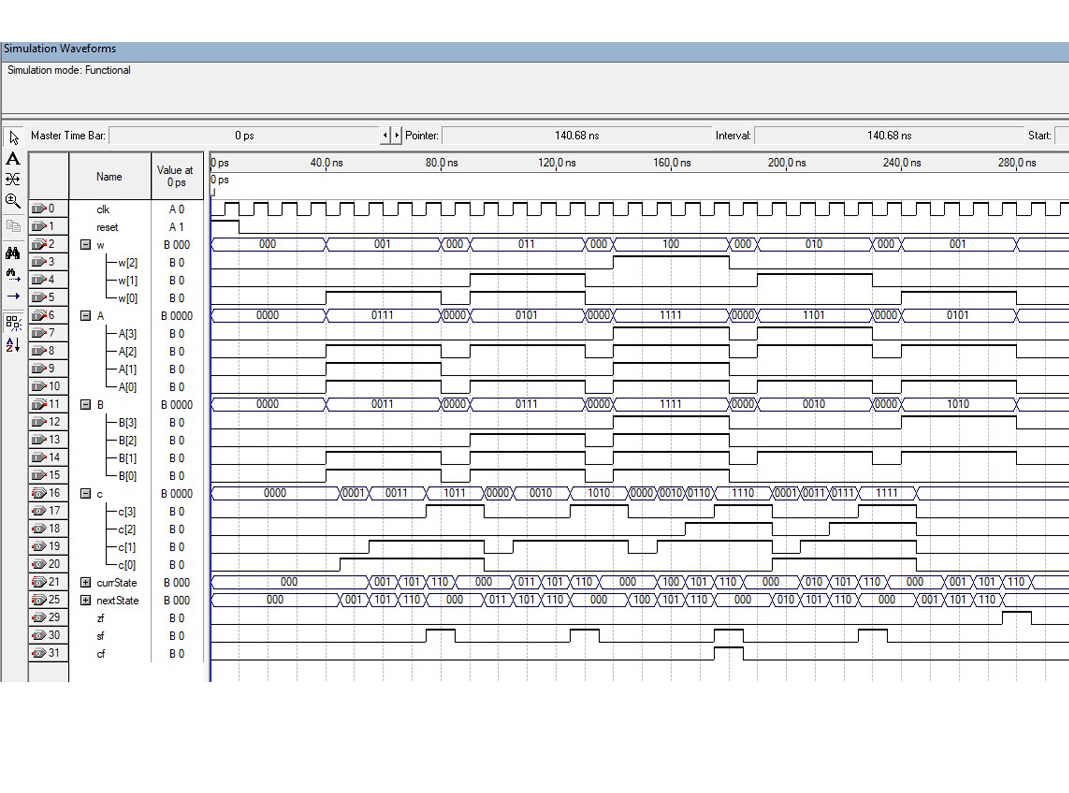 Simulation Waveforms
Simulation mode: Functional
Master Time Bar: 0 ps Pointer: 140.68 ns Interval: 140.68 ns Start:
Name Value at 0 ps
0 ps 40.0 ns 80.0 ns 120.0 ns 160.0 ns 200.0 ns 240.0 ns 280.0 ns
0 ps
0 clk A 0
1 reset A 1
2 w B 000 000 001 000 011 000 100 000 010 000 001
3 w[2] B 0
4 w[1] B 0
5 w[0] B 0
6 A B 0000 0000 0111 0000 0101 0000 1111 0000 1101 0000 0101
7 A[3] B 0
8 A[2] B 0
9 A[1] B 0
10 A[0] B 0
11 B B 0000 0000 0011 0000 0111 0000 1111 0000 0010 0000 1010
12 B[3] B 0
13 B[2] B 0
14 B[1] B 0
15 B[0] B 0
16 c B 0000 0000 0001 0011 1011 0000 0010 1010 0000 0010 0110 1110 0001 0011 0111 1111
17 c[3] B 0
18 c[2] B 0
19 c[1] B 0
20 c[0] B 0
21 currState B 000 000 001 101 110 000 011 101 110 000 100 101 110 000 010 101 110 000 001 101 110
25 nextState B 000 000 001 101 110 000 011 101 110 000 100 101 110 000 010 101 110 000 001 101 110
29 zf B 0
30 sf B 0
31 cf B 0